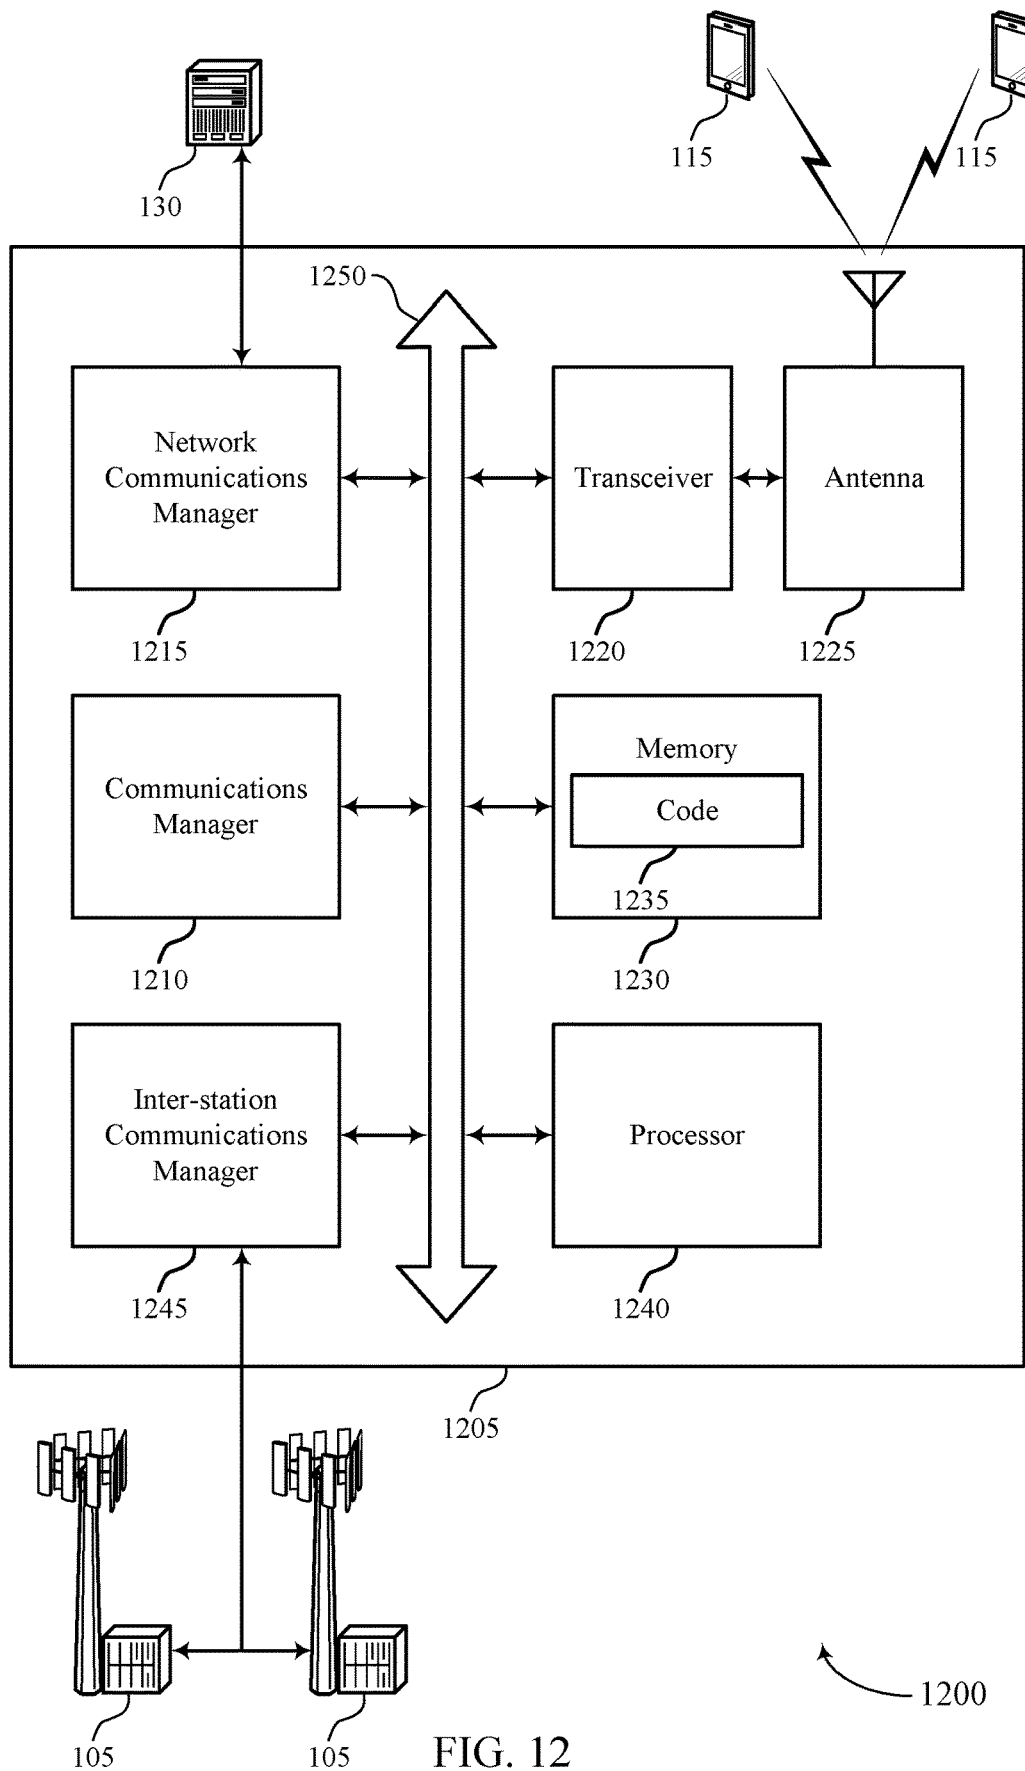 130
115
115
1250
Network
Communications
Manager
Transceiver
Antenna
1215
1220
1225
Communications
Manager
Memory
Code
1235
1210
1230
Inter-station
Communications
Manager
Processor
1245
1240
1205
105
105
1200
FIG. 12